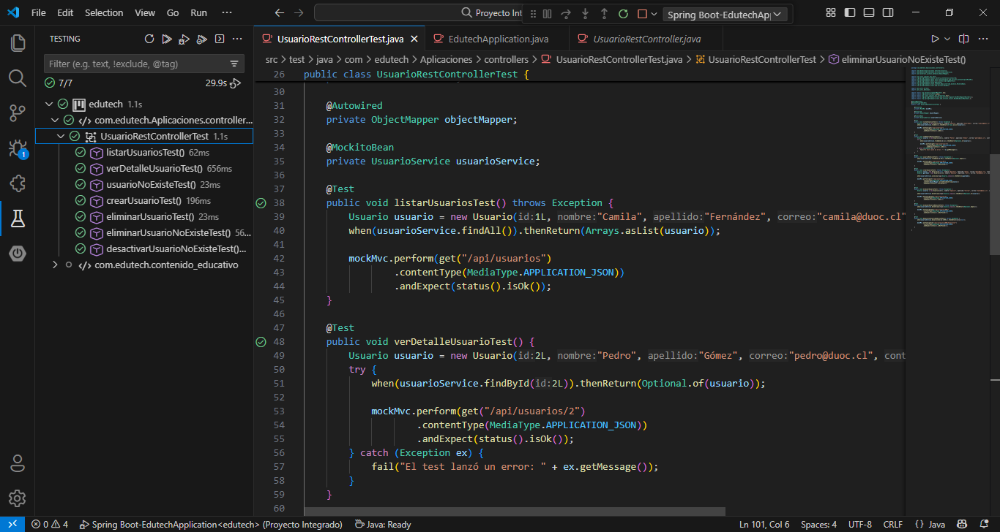 File Edit Selection View Go Run ··· Proyecto Int Spring Boot-EdutechAp
TESTING
Filter (e.g. text, !exclude, @tag)
7/7 29.9s
edutech 1.1s
com.edutech.Aplicaciones.controller...
UsuarioRestControllerTest 1.1s
listarUsuariosTest() 62ms
verDetalleUsuarioTest() 656ms
usuarioNoExisteTest() 23ms
crearUsuarioTest() 196ms
eliminarUsuarioTest() 23ms
eliminarUsuarioNoExisteTest() 56...
desactivarUsuarioNoExisteTest()...
com.edutech.contenido_educativo
1
UsuarioRestControllerTest.java EdutechApplication.java UsuarioRestController.java
src > test > java > com > edutech > Aplicaciones > controllers > UsuarioRestControllerTest.java > UsuarioRestControllerTest > eliminarUsuarioNoExisteTest()
26 public class UsuarioRestControllerTest {
30
31 @Autowired
32 private ObjectMapper objectMapper;
33
34 @MockitoBean
35 private UsuarioService usuarioService;
36
37 @Test
38 public void listarUsuariosTest() throws Exception {
39 Usuario usuario = new Usuario(id:1L, nombre:"Camila", apellido:"Fernández", correo:"camila@duoc.cl"
40 when(usuarioService.findAll()).thenReturn(Arrays.asList(usuario));
41
42 mockMvc.perform(get("/api/usuarios")
43 .contentType(MediaType.APPLICATION_JSON))
44 .andExpect(status().isOk());
45 }
46
47 @Test
48 public void verDetalleUsuarioTest() {
49 Usuario usuario = new Usuario(id:2L, nombre:"Pedro", apellido:"Gómez", correo:"pedro@duoc.cl", cont
50 try {
51 when(usuarioService.findById(id:2L)).thenReturn(Optional.of(usuario));
52
53 mockMvc.perform(get("/api/usuarios/2")
54 .contentType(MediaType.APPLICATION_JSON))
55 .andExpect(status().isOk());
56 } catch (Exception ex) {
57 fail("El test lanzó un error: " + ex.getMessage());
58 }
59 }
60
0 4 Spring Boot-EdutechApplication<edutech> (Proyecto Integrado) Java: Ready Ln 101, Col 6 Spaces: 4 UTF-8 CRLF {} Java